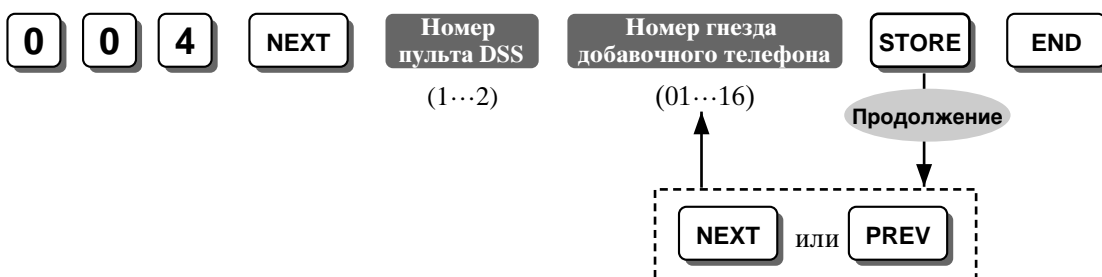 0 0 4 NEXT Номер пульта DSS Номер гнезда добавочного телефона STORE END
(1···2) (01···16)
Продолжение
NEXT или PREV